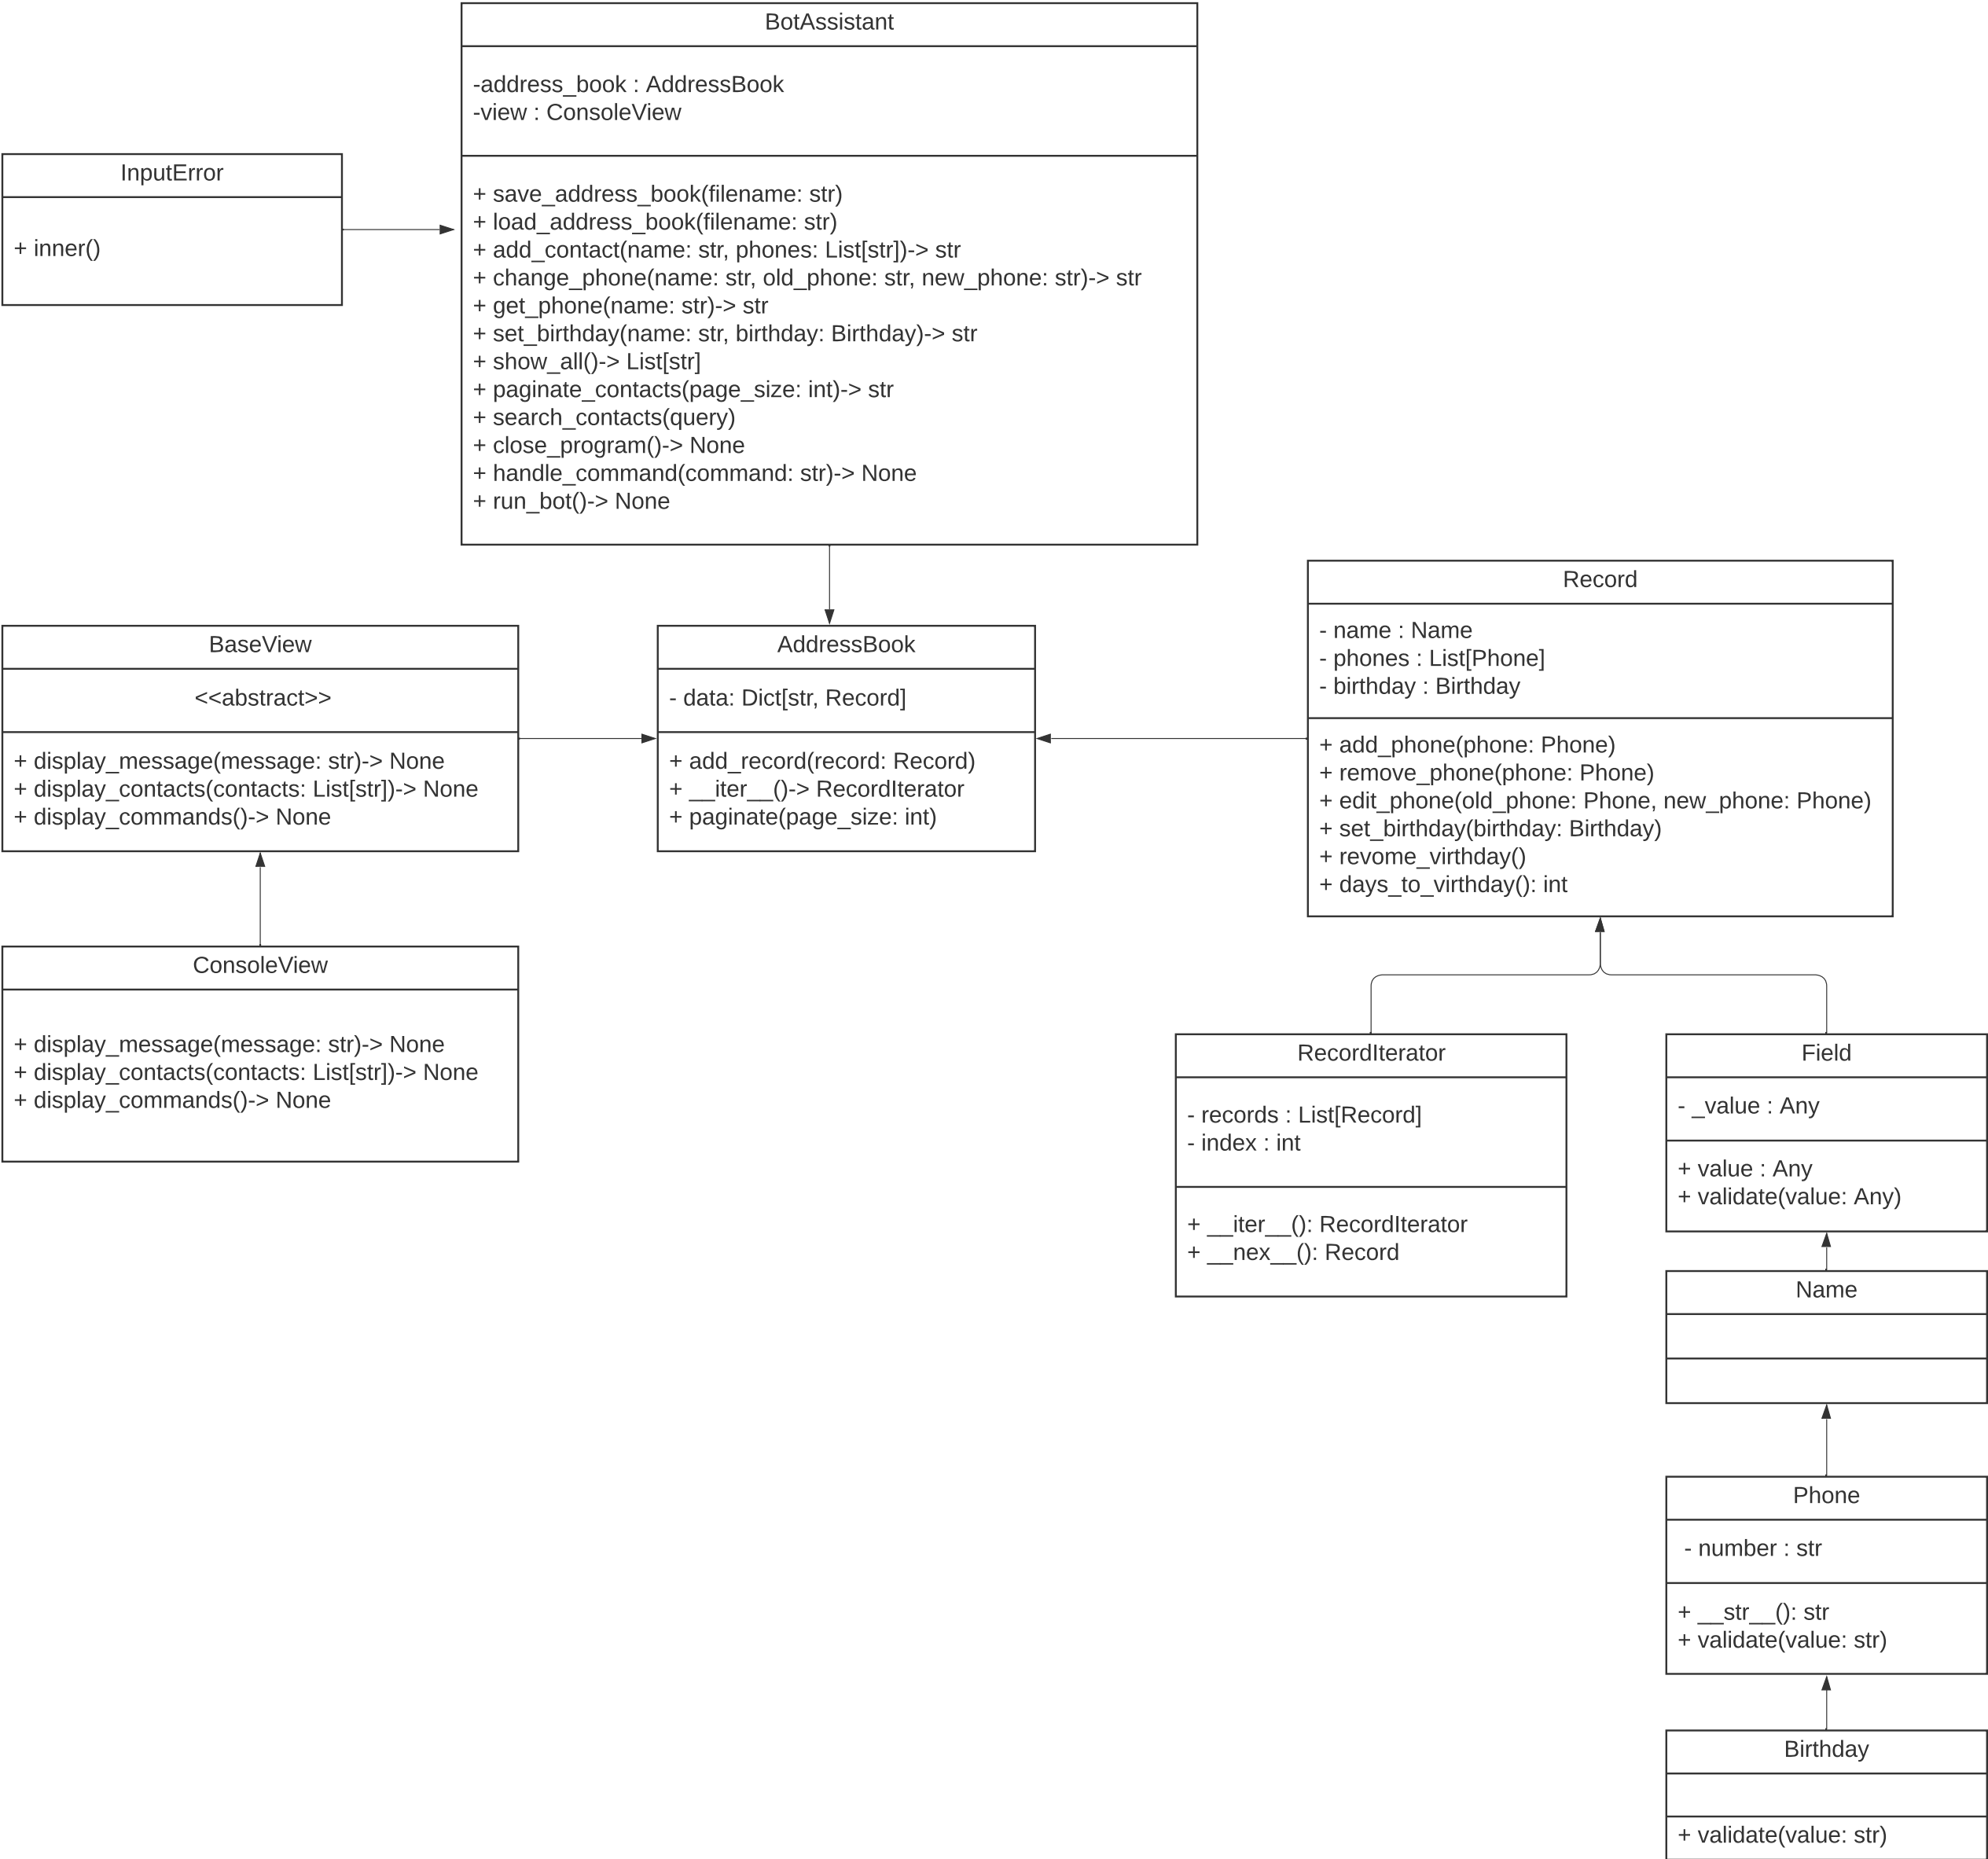 BotAssistant
-address_book : AddressBook
-view : ConsoleView
+ save_address_book(filename: str)
+ load_address_book(filename: str)
+ add_contact(name: str, phones: List[str])-> str
+ change_phone(name: str, old_phone: str, new_phone: str)-> str
+ get_phone(name: str)-> str
+ set_birthday(name: str, birthday: Birthday)-> str
+ show_all()-> List[str]
+ paginate_contacts(page_size: int)-> str
+ search_contacts(query)
+ close_program()-> None
+ handle_command(command: str)-> None
+ run_bot()-> None
InputError
+ inner()
BaseView
<<abstract>>
+ display_message(message: str)-> None
+ display_contacts(contacts: List[str])-> None
+ display_commands()-> None
AddressBook
- data: Dict[str, Record]
+ add_record(record: Record)
+ __iter__()-> RecordIterator
+ paginate(page_size: int)
Record
- name : Name
- phones : List[Phone]
- birthday : Birthday
+ add_phone(phone: Phone)
+ remove_phone(phone: Phone)
+ edit_phone(old_phone: Phone, new_phone: Phone)
+ set_birthday(birthday: Birthday)
+ revome_virthday()
+ days_to_virthday(): int
ConsoleView
+ display_message(message: str)-> None
+ display_contacts(contacts: List[str])-> None
+ display_commands()-> None
RecordIterator
- records : List[Record]
- index : int
+ __iter__(): RecordIterator
+ __nex__(): Record
Field
- _value : Any
+ value : Any
+ validate(value: Any)
Name
Phone
- number : str
+ __str__(): str
+ validate(value: str)
Birthday
+ validate(value: str)